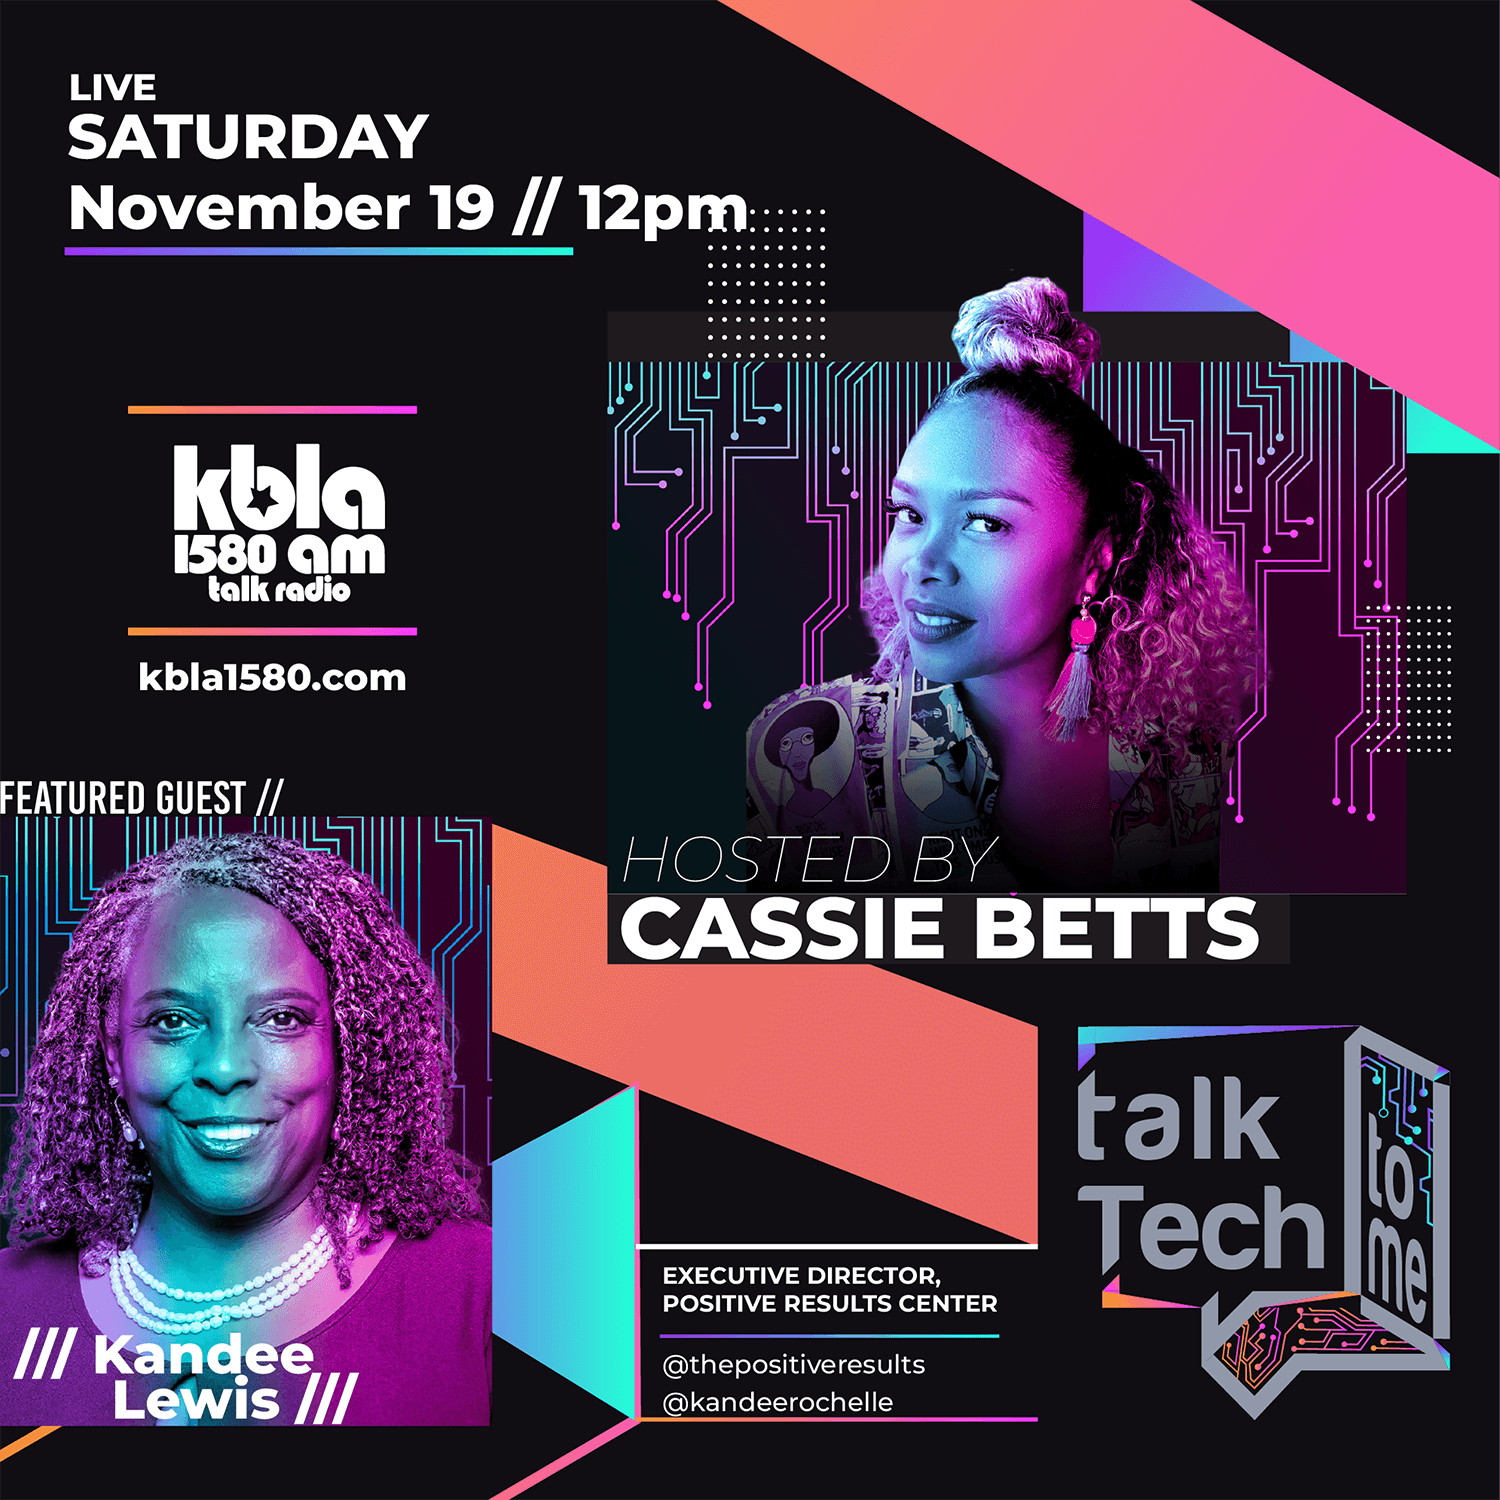 LIVE
SATURDAY
November 19 // 12pm
kbla
1580 am
talk radio
kbla1580.com
HOSTED BY
CASSIE BETTS
FEATURED GUEST //
/// Kandee
Lewis ///
EXECUTIVE DIRECTOR,
POSITIVE RESULTS CENTER
@thepositiveresults
@kandeerochelle
talk
Tech
to
me